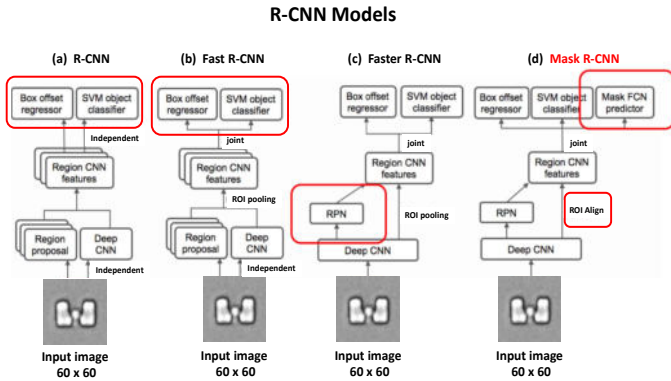 R-CNN Models
(a) R-CNN
Box offset regressor
SVM object classifier
Independent
Region CNN features
Region proposal
Deep CNN
Independent
Input image
60 x 60
(b) Fast R-CNN
Box offset regressor
SVM object classifier
joint
Region CNN features
ROI pooling
Region proposal
Deep CNN
Independent
Input image
60 x 60
(c) Faster R-CNN
Box offset regressor
SVM object classifier
joint
Region CNN features
RPN
ROI pooling
Deep CNN
Input image
60 x 60
(d) Mask R-CNN
Box offset regressor
SVM object classifier
Mask FCN predictor
joint
Region CNN features
RPN
ROI Align
Deep CNN
Input image
60 x 60